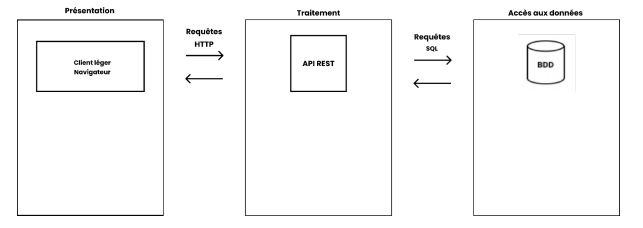 Présentation
Traitement
Accès aux données
Requêtes
HTTP
Requêtes
SQL
Client léger
Navigateur
API REST
BDD